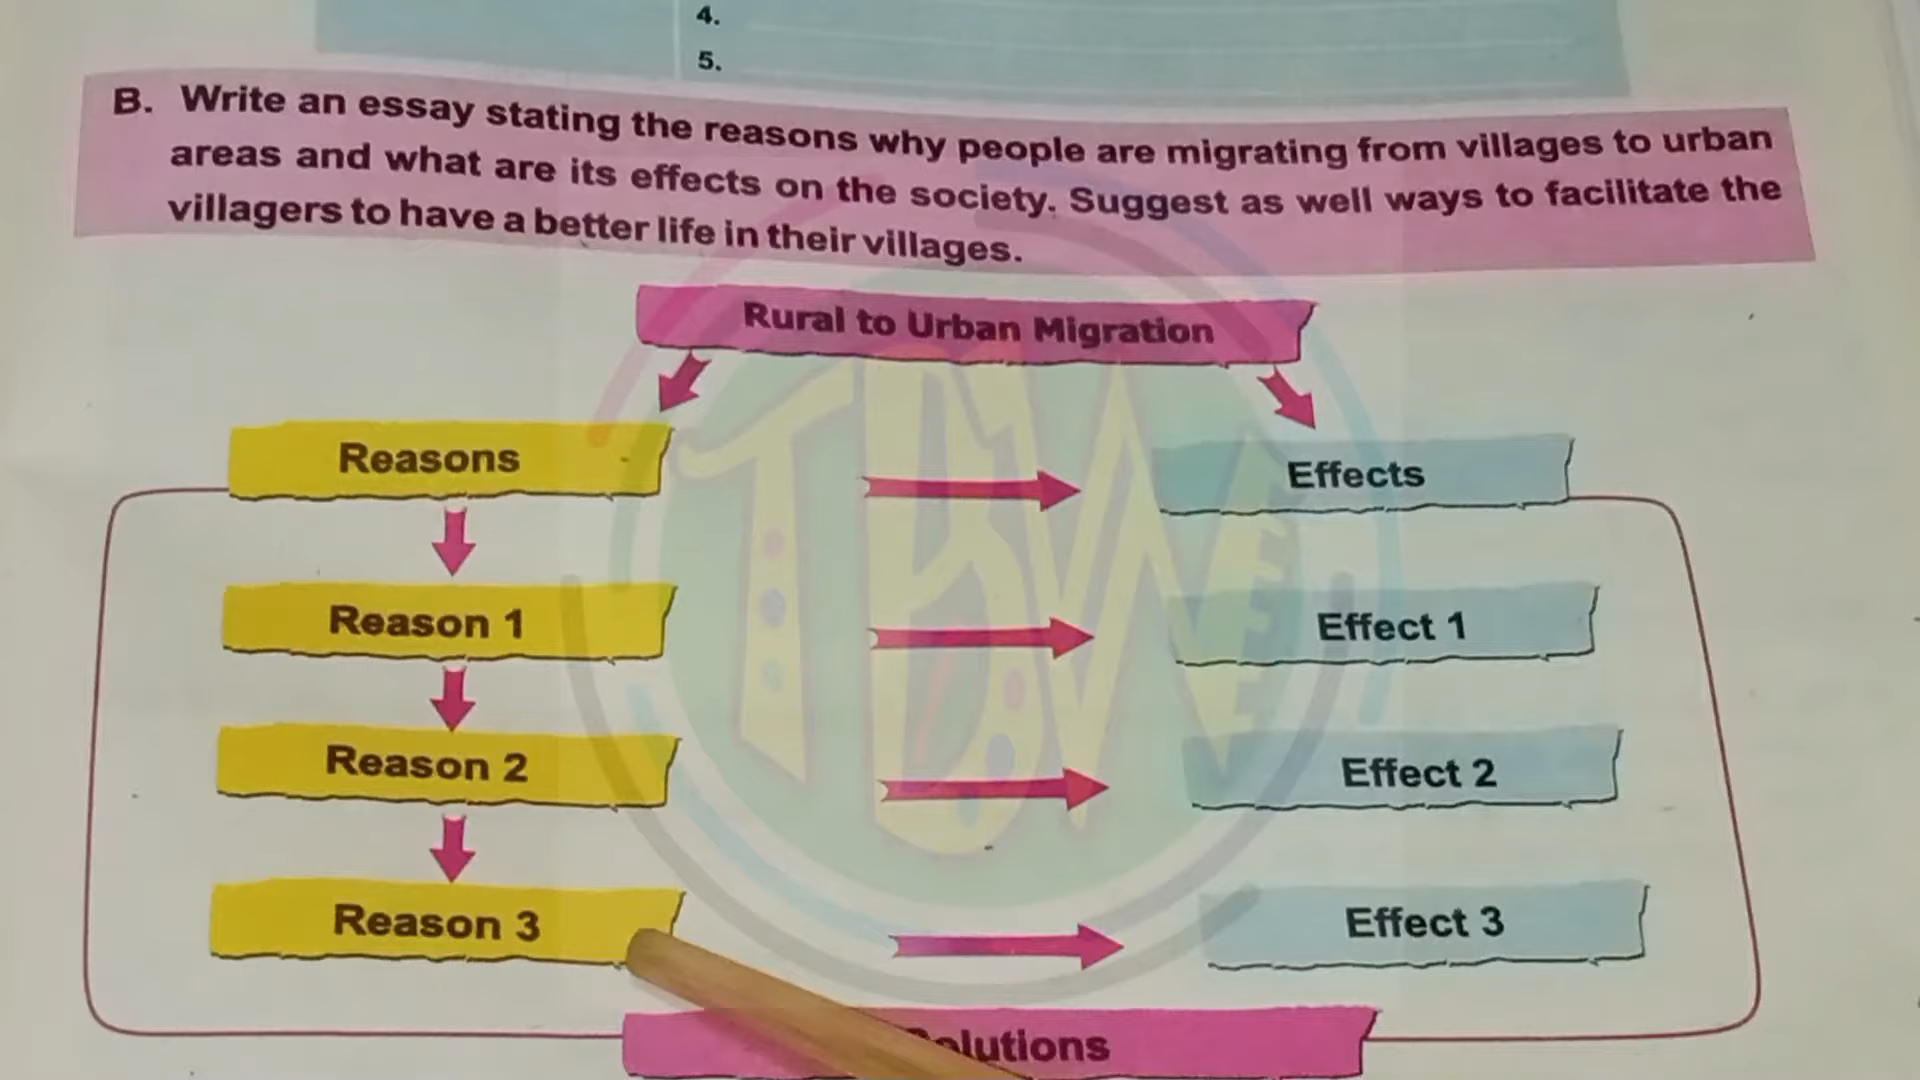 4.
5.
B. Write an essay stating the reasons why people are migrating from villages to urban
areas and what are its effects on the society. Suggest as well ways to facilitate the
villagers to have a better life in their villages.
Rural to Urban Migration
Reasons
Effects
Reason 1
Effect 1
Reason 2
Effect 2
Reason 3
Effect 3
Solutions
TBW